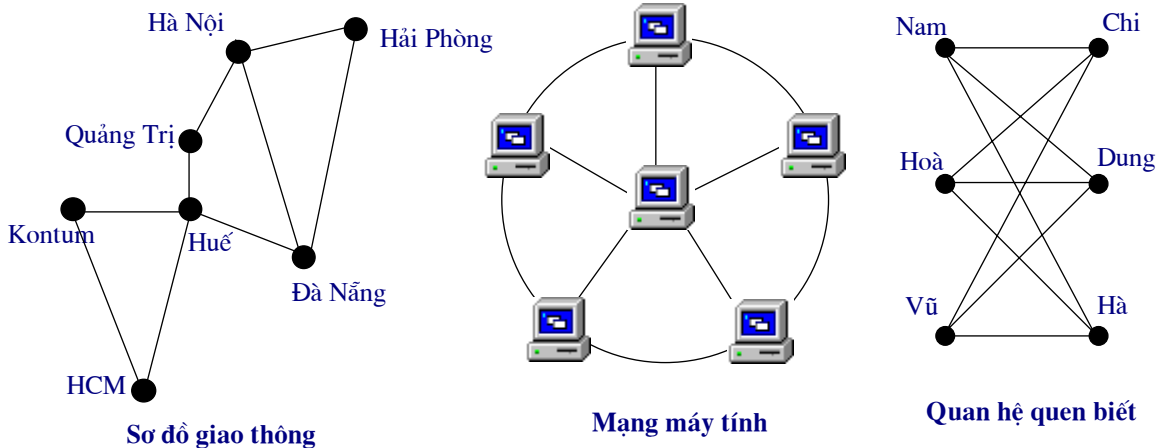 Hà Nội
Hải Phòng
Quảng Trị
Kontum
Huế
Đà Nẵng
HCM
Sơ đồ giao thông
Mạng máy tính
Nam
Chi
Hoà
Dung
Vũ
Hà
Quan hệ quen biết